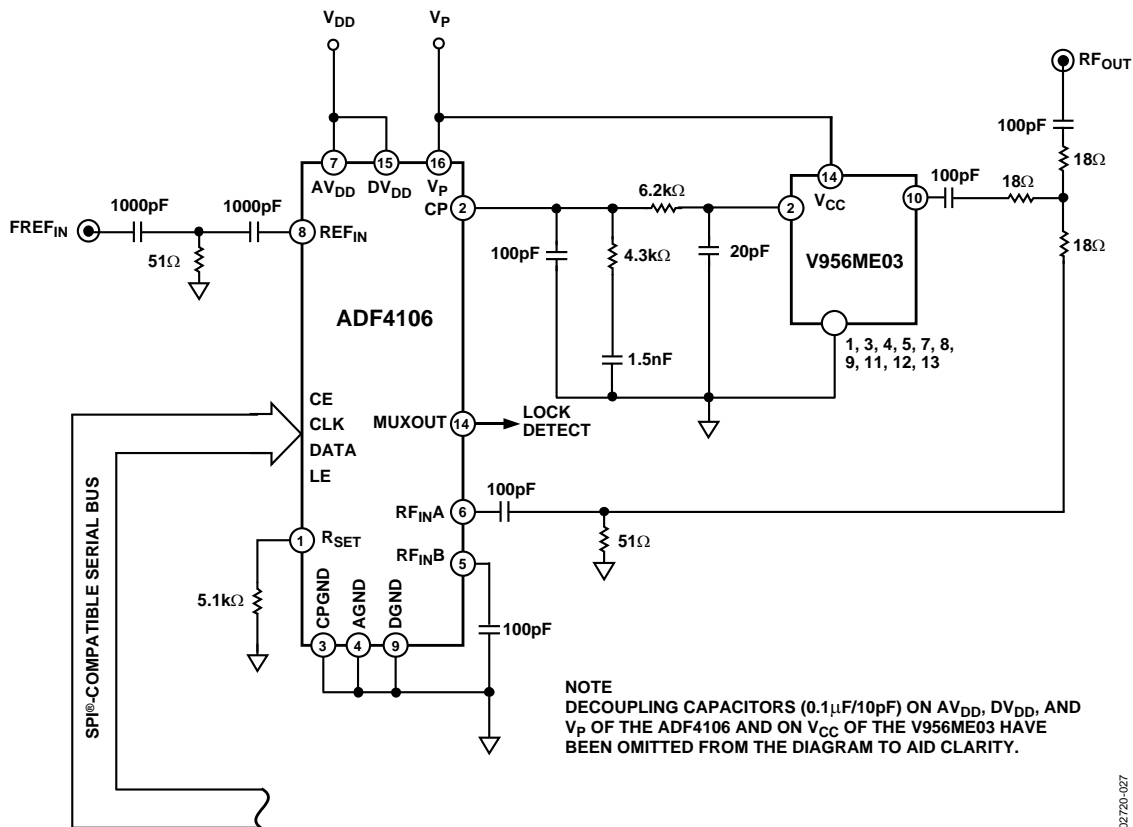 VDD
VP
RFOUT
100pF
18Ω
7
15
16
AVDD
DVDD
VP
CP
2
6.2kΩ
14
VCC
2
10
100pF
18Ω
18Ω
V956ME03
FREFIN
1000pF
1000pF
8
REFIN
51Ω
100pF
4.3kΩ
20pF
1.5nF
1, 3, 4, 5, 7, 8,
9, 11, 12, 13
ADF4106
CE
CLK
DATA
LE
MUXOUT
14
LOCK
DETECT
100pF
RFINA
6
51Ω
1
RSET
RFINB
5
5.1kΩ
CPGND
AGND
DGND
3
4
9
100pF
SPI®-COMPATIBLE SERIAL BUS
NOTE
DECOUPLING CAPACITORS (0.1μF/10pF) ON AVDD, DVDD, AND
VP OF THE ADF4106 AND ON VCC OF THE V956ME03 HAVE
BEEN OMITTED FROM THE DIAGRAM TO AID CLARITY.
02720-027